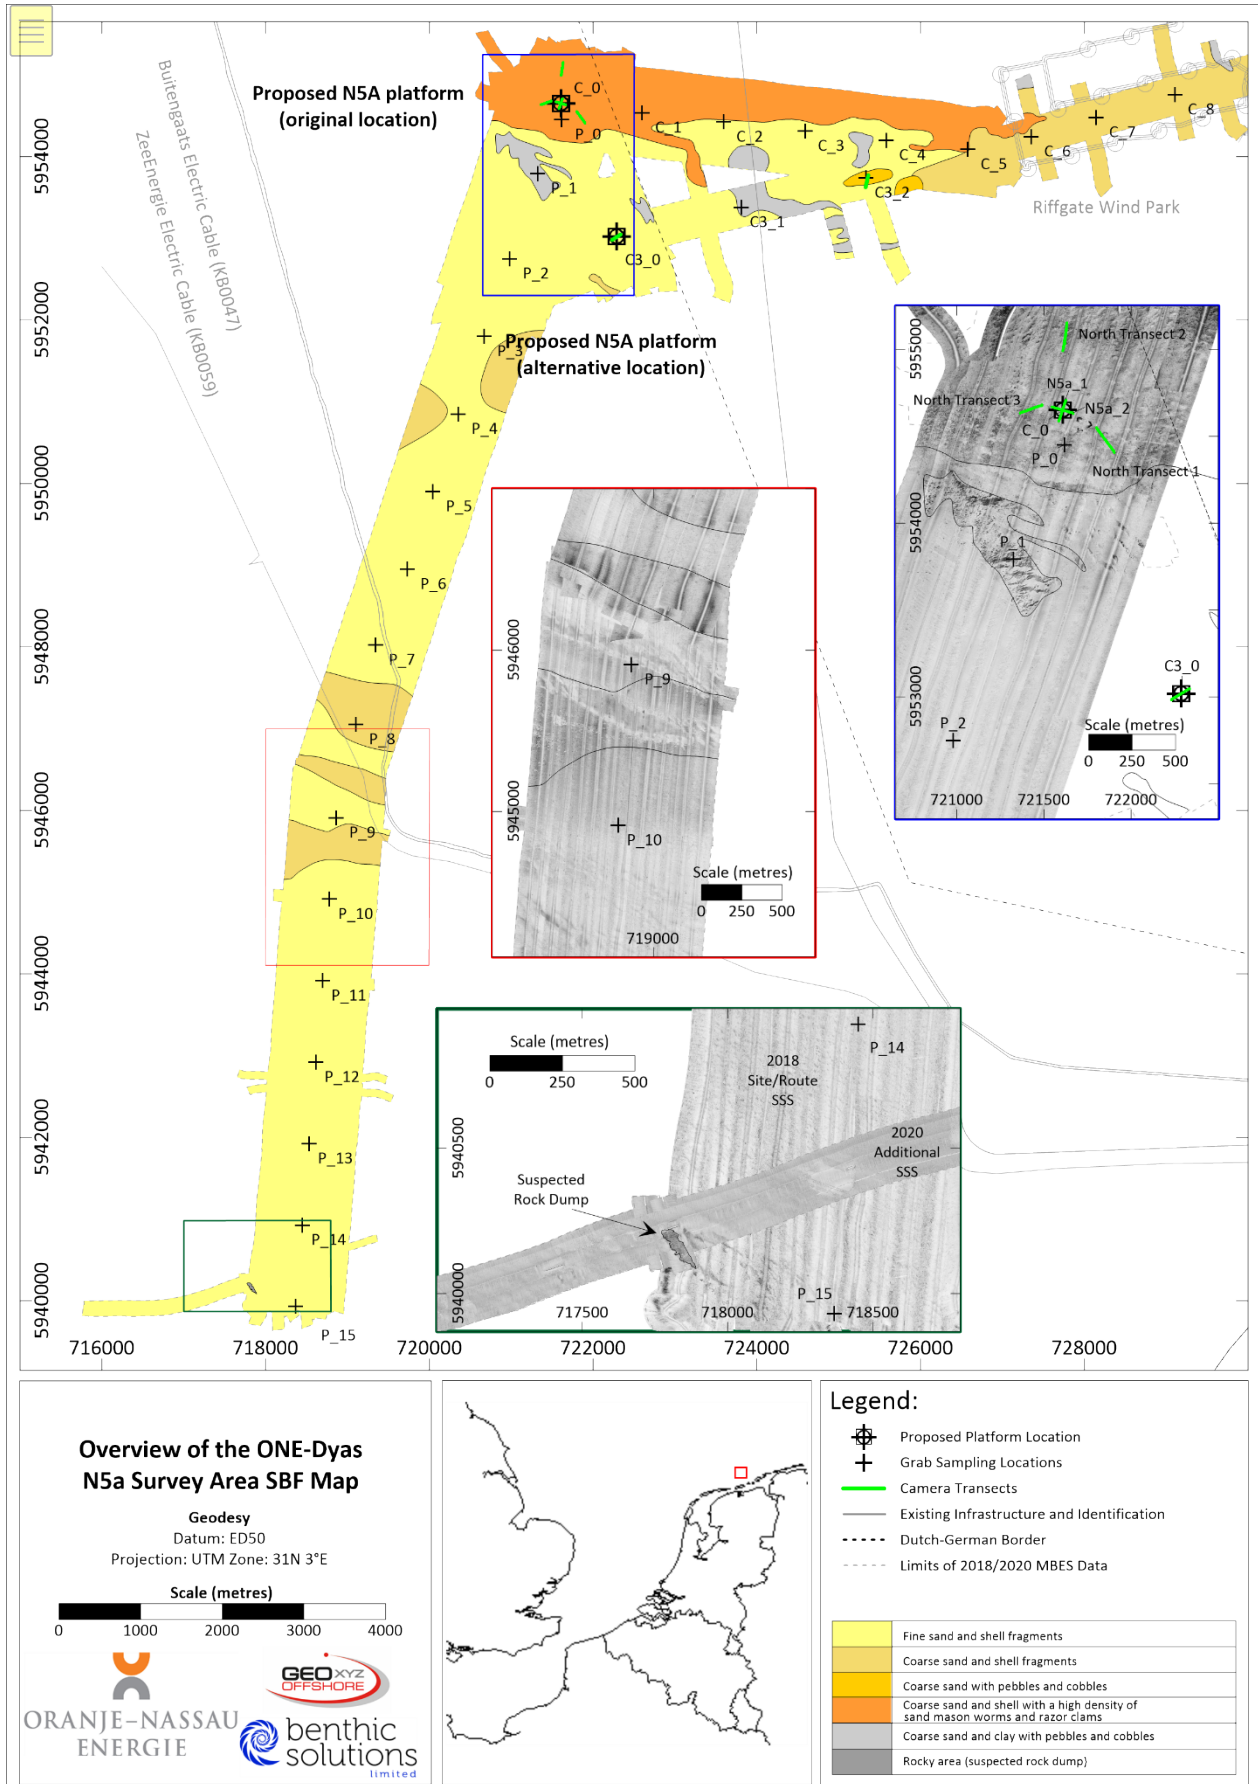 Proposed N5A platform
(original location)
Buitengaats Electric Cable (KB0047)
ZeeEnergie Electric Cable (KB0059)
C_0
P_0
C_1
C_2
C_3
C_4
C_5
C_6
C_7
C_8
P_1
C3_2
C3_1
C3_0
P_2
Riffgate Wind Park
Proposed N5A platform
(alternative location)
P_3
P_4
P_5
P_6
P_7
P_8
P_9
P_10
P_11
P_12
P_13
P_14
P_15
5954000
5952000
5950000
5948000
5946000
5944000
5942000
5940000
716000
718000
720000
722000
724000
726000
728000
North Transect 2
N5a_1
North Transect 3
N5a_2
C_0
P_0
North Transect 1
P_1
C3_0
P_2
Scale (metres)
0 250 500
5955000
5954000
5953000
721000
721500
722000
P_9
P_10
5946000
5945000
Scale (metres)
0 250 500
719000
Scale (metres)
0 250 500
P_14
2018
Site/Route
SSS
2020
Additional
SSS
Suspected
Rock Dump
P_15
5940500
5940000
717500
718000
718500
Overview of the ONE-Dyas
N5a Survey Area SBF Map
Geodesy
Datum: ED50
Projection: UTM Zone: 31N 3°E
Scale (metres)
0 1000 2000 3000 4000
ORANJE-NASSAU
ENERGIE
GEOXYZ
OFFSHORE
benthic
solutions
limited
Legend:
Proposed Platform Location
Grab Sampling Locations
Camera Transects
Existing Infrastructure and Identification
Dutch-German Border
Limits of 2018/2020 MBES Data
Fine sand and shell fragments
Coarse sand and shell fragments
Coarse sand with pebbles and cobbles
Coarse sand and shell with a high density of
sand mason worms and razor clams
Coarse sand and clay with pebbles and cobbles
Rocky area (suspected rock dump)